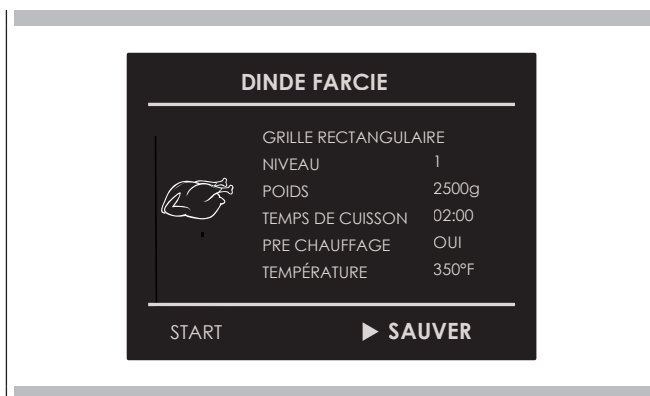 DINDE FARCIE
GRILLE RECTANGULAIRE
NIVEAU 1
POIDS 2500g
TEMPS DE CUISSON 02:00
PRE CHAUFFAGE OUI
TEMPÉRATURE 350°F
START ▶ SAUVER